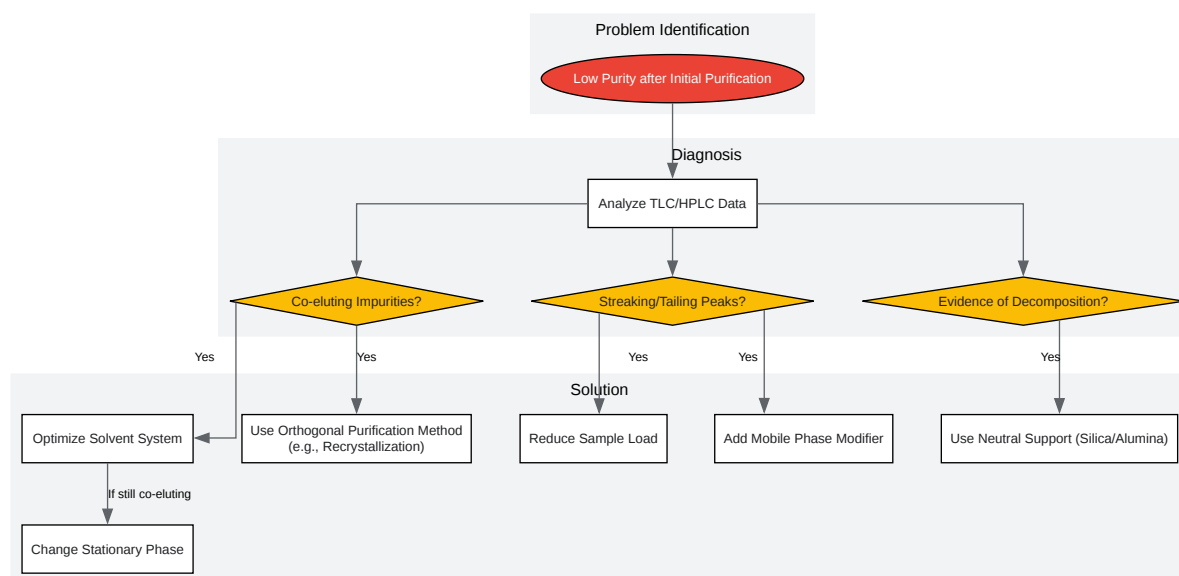 Problem Identification
Low Purity after Initial Purification
Diagnosis
Analyze TLC/HPLC Data
Co-eluting Impurities?
Streaking/Tailing Peaks?
Evidence of Decomposition?
Yes
Yes
Yes
Yes
Yes
Solution
Optimize Solvent System
Use Orthogonal Purification Method
(e.g., Recrystallization)
Reduce Sample Load
Add Mobile Phase Modifier
Use Neutral Support (Silica/Alumina)
If still co-eluting
Change Stationary Phase